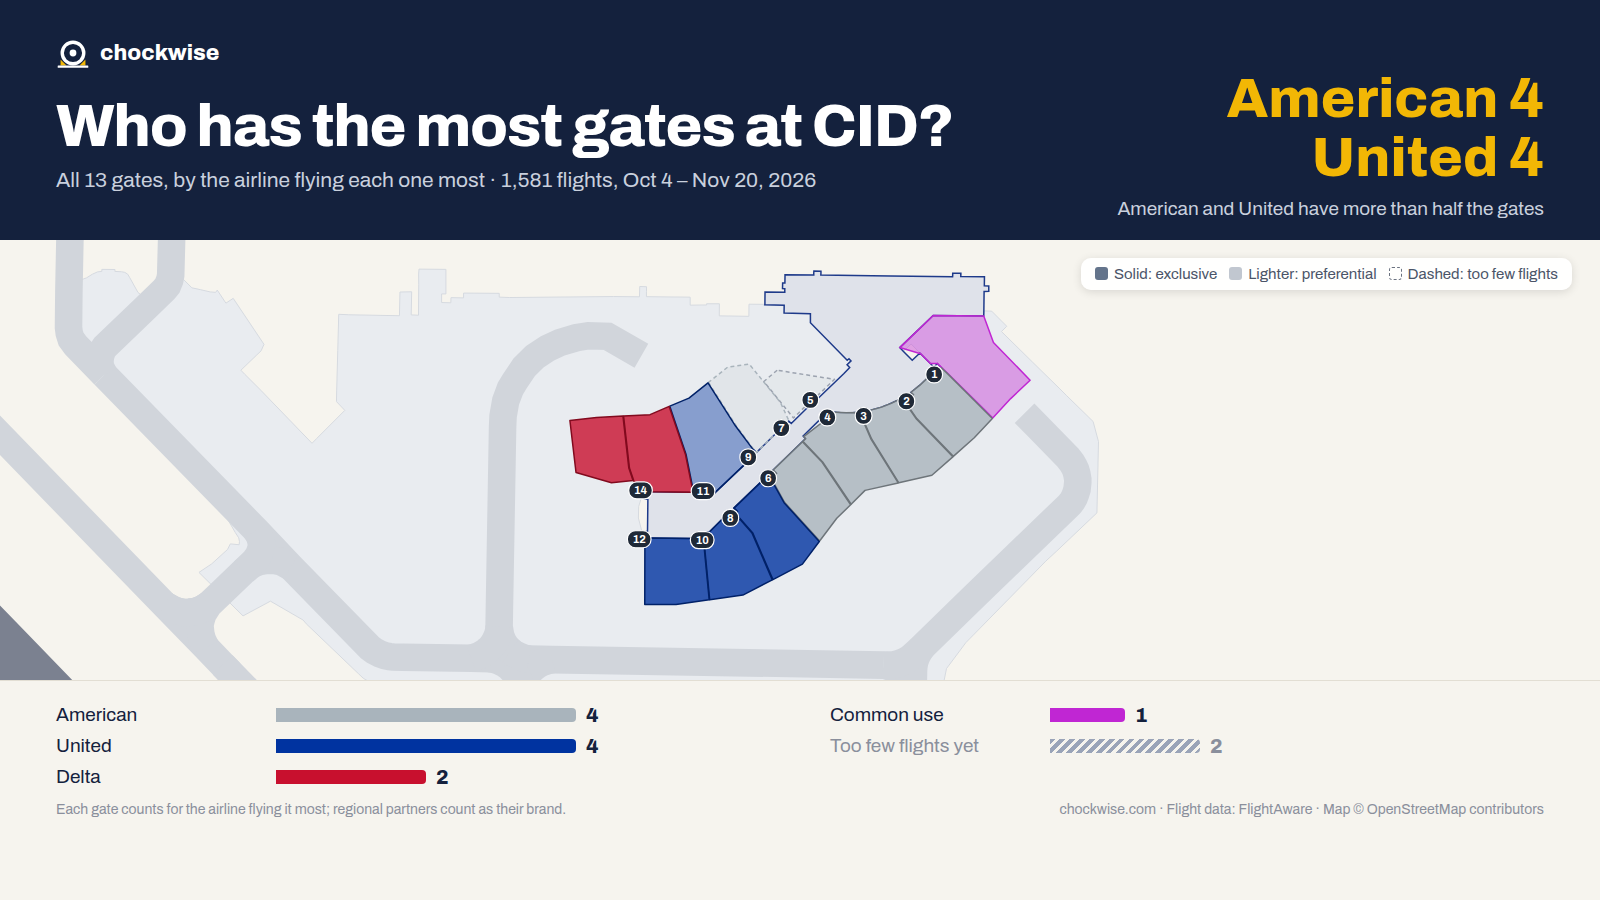 chockwise
Who has the most gates at CID?
All 13 gates, by the airline flying each one most · 1,581 flights, Oct 4 – Nov 20, 2026
American 4
United 4
American and United have more than half the gates
Solid: exclusive
Lighter: preferential
Dashed: too few flights
1
2
3
4
5
7
9
6
8
14
11
12
10
American 4
United 4
Delta 2
Common use 1
Too few flights yet 2
Each gate counts for the airline flying it most; regional partners count as their brand.
chockwise.com · Flight data: FlightAware · Map © OpenStreetMap contributors